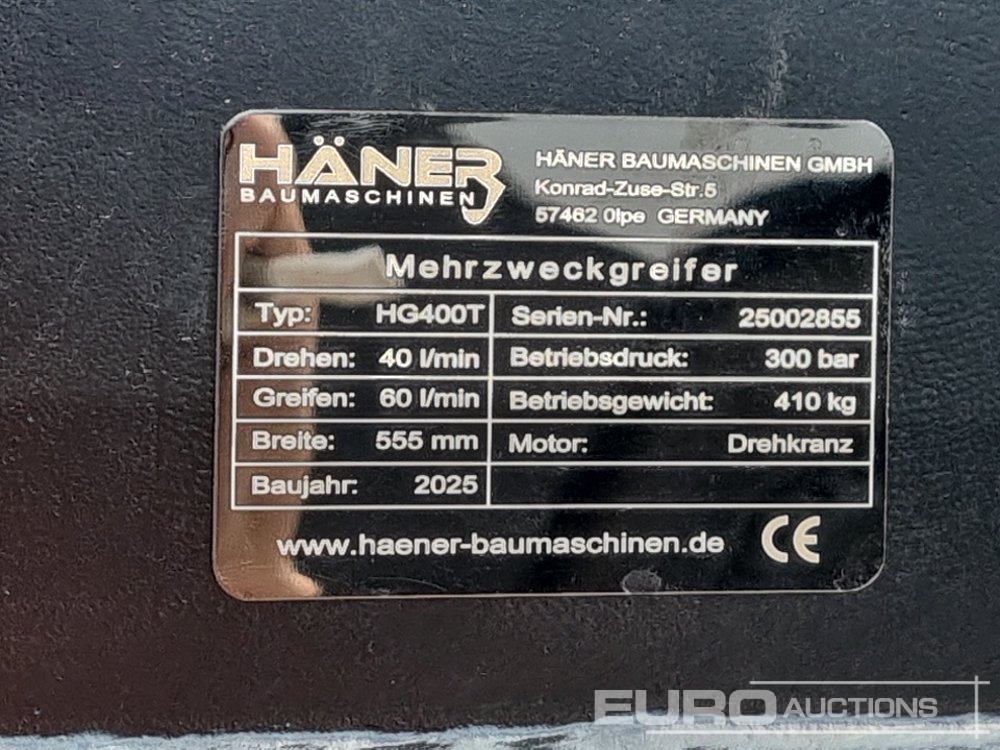 HÄNER
BAUMASCHINEN
HÄNER BAUMASCHINEN GMBH
Konrad-Zuse-Str.5
57462 Olpe GERMANY
Mehrzweckgreifer
Typ: HG400T Serien-Nr.: 25002855
Drehen: 40 l/min Betriebsdruck: 300 bar
Greifen: 60 l/min Betriebsgewicht: 410 kg
Breite: 555 mm Motor: Drehkranz
Baujahr: 2025
www.haener-baumaschinen.de CE
EURO AUCTIONS